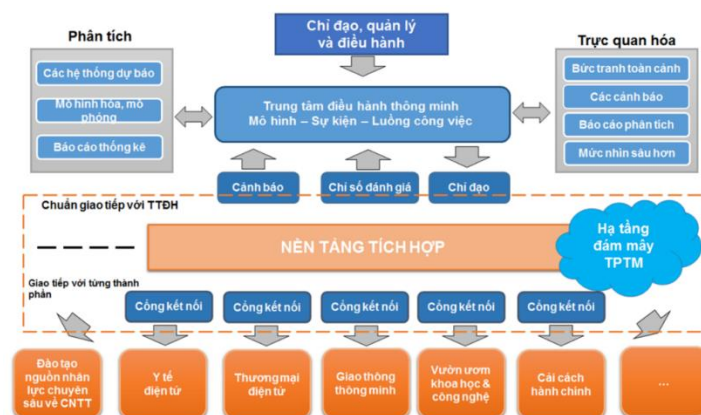 Phân tích
Chỉ đạo, quản lý
và điều hành
Trực quan hóa
Các hệ thống dự báo
Mô hình hóa, mô
phỏng
Báo cáo thống kê
Trung tâm điều hành thông minh
Mô hình – Sự kiện – Luồng công việc
Bức tranh toàn cảnh
Các cảnh báo
Báo cáo phân tích
Mức nhìn sâu hơn
Cảnh báo
Chỉ số đánh giá
Chỉ đạo
Chuẩn giao tiếp với TTĐH
NỀN TẢNG TÍCH HỢP
Hạ tầng
đám mây
TPTM
Giao tiếp với từng thành
phần
Cổng kết nối
Cổng kết nối
Cổng kết nối
Cổng kết nối
Cổng kết nối
Đào tạo
nguồn nhân
lực chuyên
sâu về CNTT
Y tế
điện tử
Thương mại
điện tử
Giao thông
thông minh
Vườn ươm
khoa học &
công nghệ
Cải cách
hành chính
...